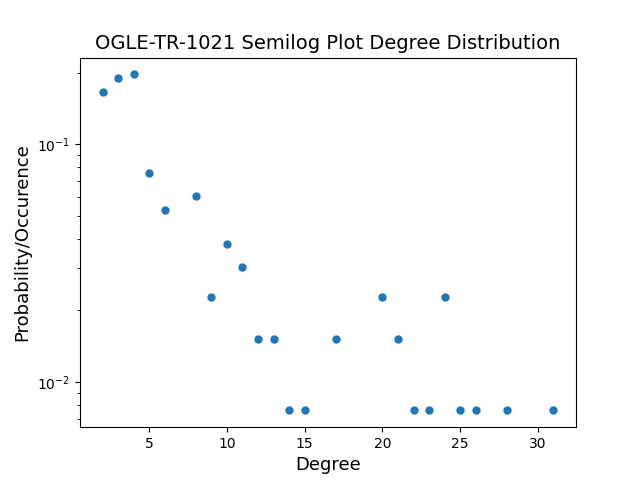 OGLE-TR-1021 Semilog Plot Degree Distribution
Probability/Occurence
10⁻¹
10⁻²
5 10 15 20 25 30
Degree